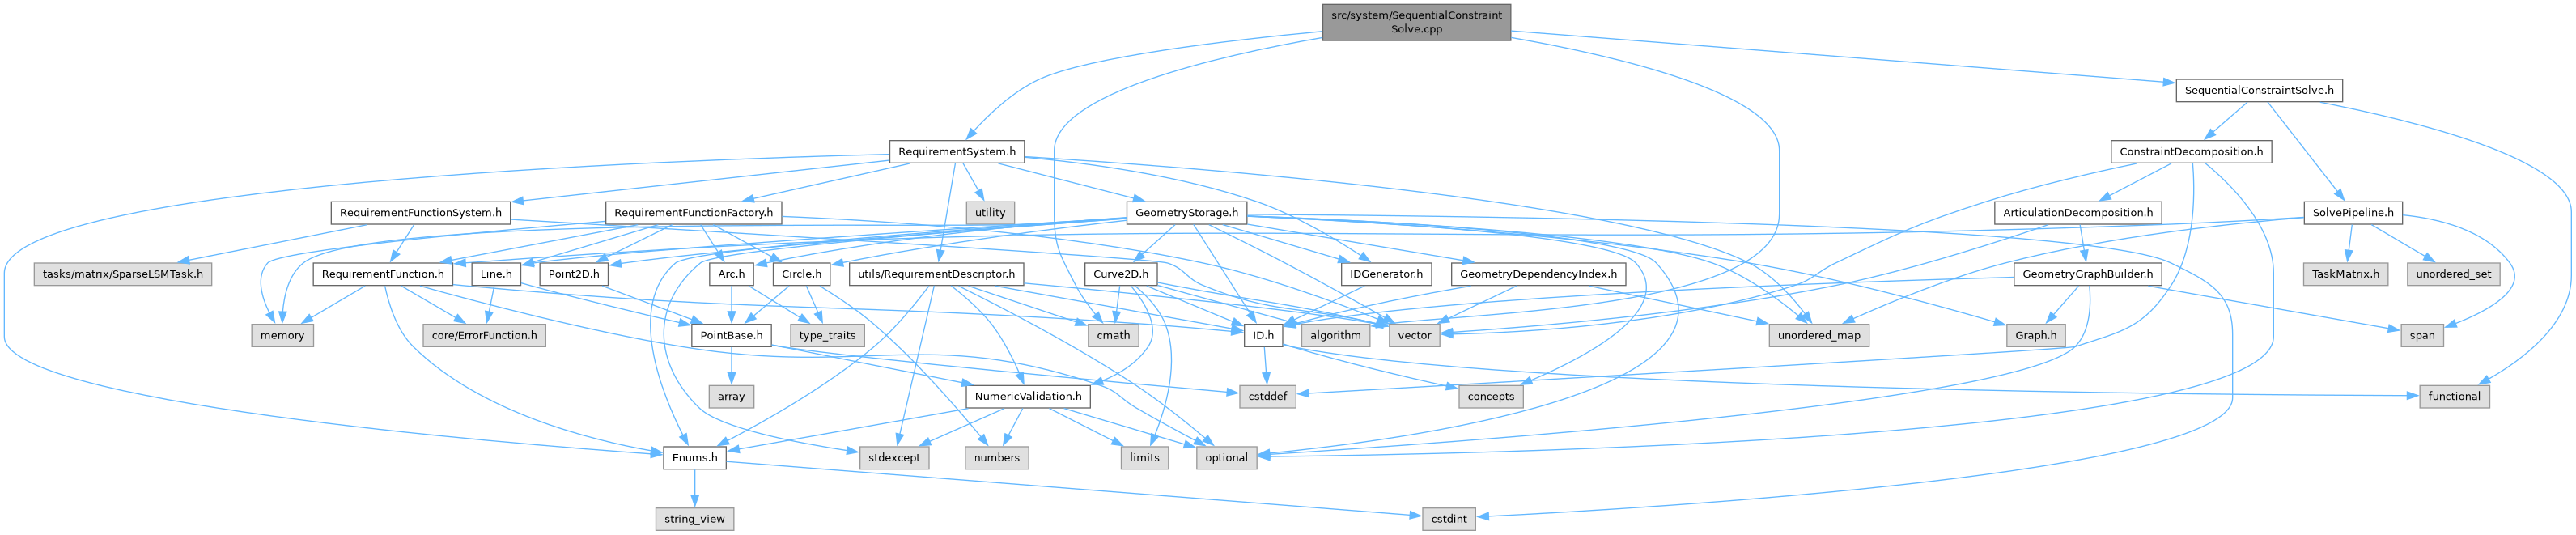 src/system/SequentialConstraint
Solve.cpp
SequentialConstraintSolve.h
RequirementSystem.h
ConstraintDecomposition.h
RequirementFunctionSystem.h
RequirementFunctionFactory.h
utility
GeometryStorage.h
ArticulationDecomposition.h
SolvePipeline.h
tasks/matrix/SparseLSMTask.h
RequirementFunction.h
Line.h
Point2D.h
Arc.h
Circle.h
utils/RequirementDescriptor.h
Curve2D.h
IDGenerator.h
GeometryDependencyIndex.h
GeometryGraphBuilder.h
TaskMatrix.h
unordered_set
memory
core/ErrorFunction.h
PointBase.h
type_traits
cmath
ID.h
algorithm
vector
unordered_map
Graph.h
span
array
NumericValidation.h
cstddef
concepts
functional
Enums.h
stdexcept
numbers
limits
optional
string_view
cstdint